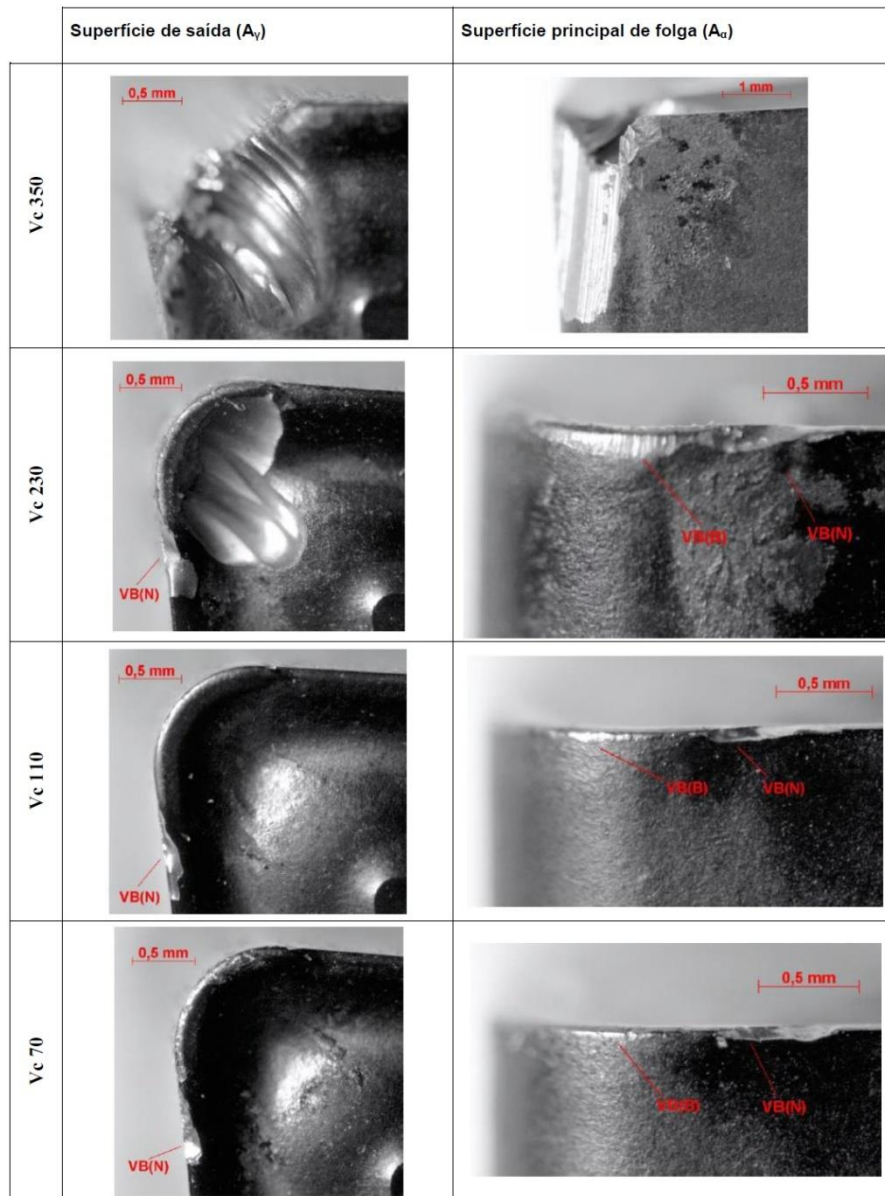 Superfície de saída (Aγ)
Superfície principal de folga (Aα)
Vc 350
0,5 mm
1 mm
Vc 230
0,5 mm
VB(N)
0,5 mm
VB(B)
VB(N)
Vc 110
0,5 mm
VB(N)
0,5 mm
VB(B)
VB(N)
Vc 70
0,5 mm
VB(N)
0,5 mm
VB(B)
VB(N)